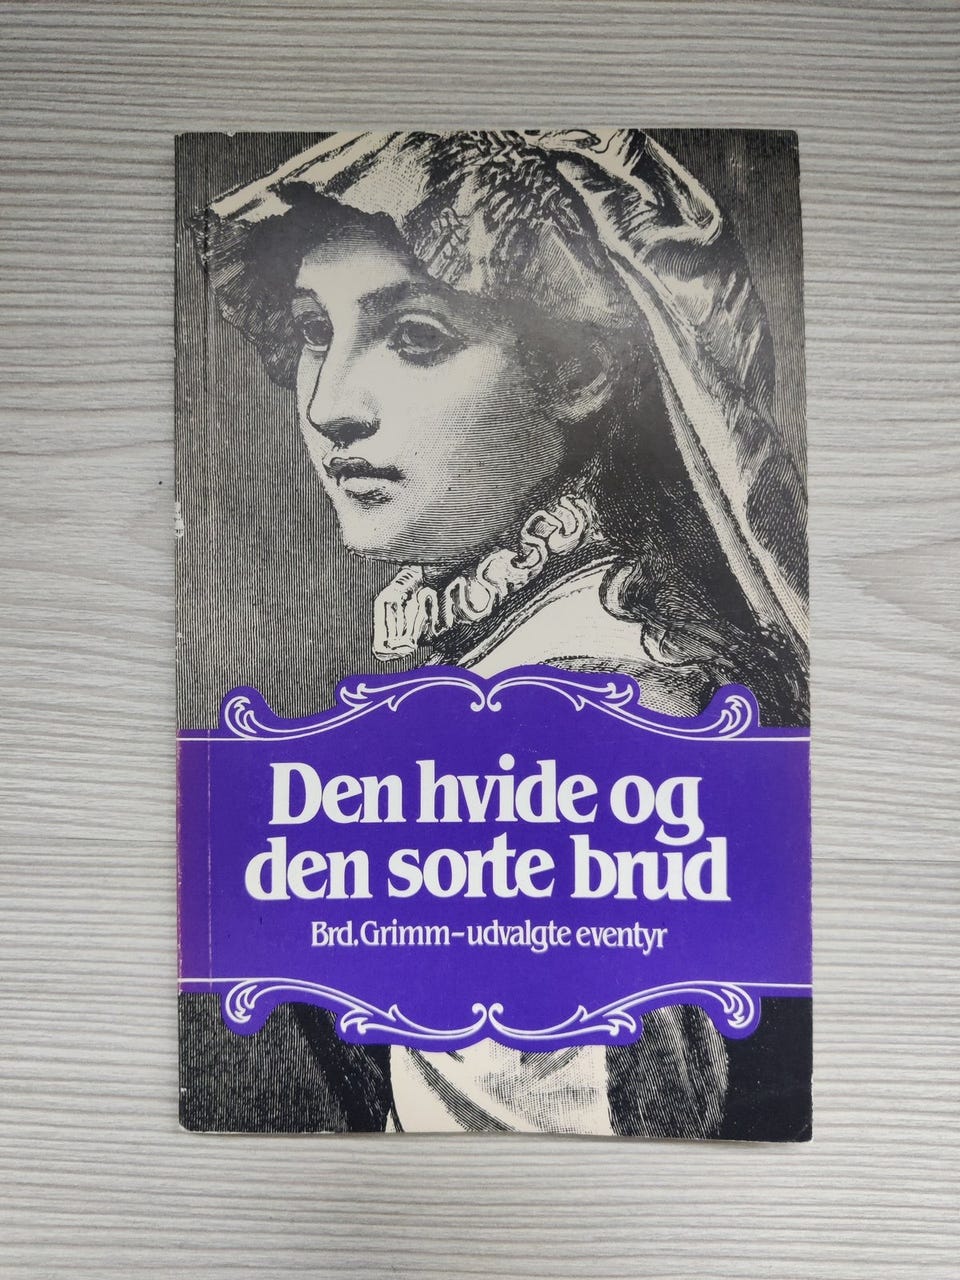 Den hvide og
den sorte brud
Brd. Grimm-udvalgte eventyr